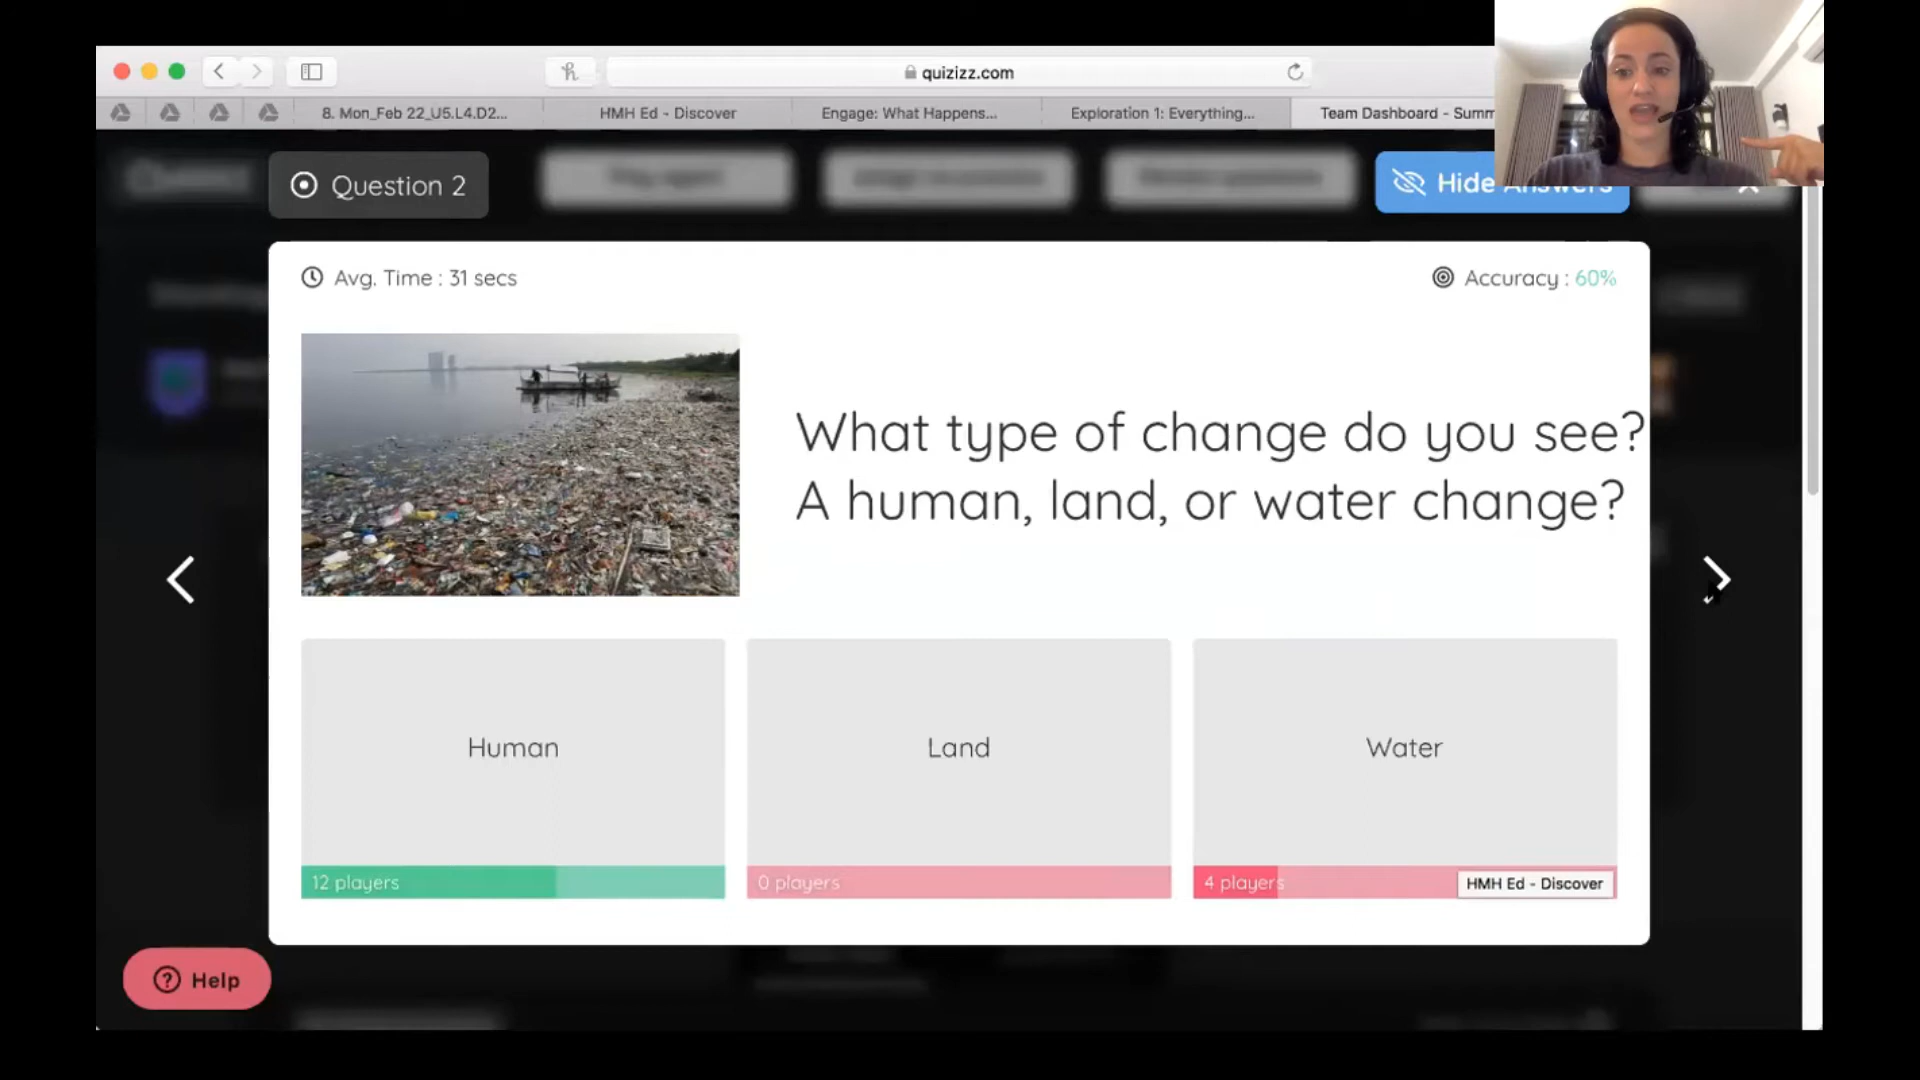 quizizz.com
8. Mon_Feb 22_U5.L4.D2...
HMH Ed - Discover
Engage: What Happens...
Exploration 1: Everything...
Team Dashboard - Summ
Question 2
Hide Answers
Avg. Time : 31 secs
Accuracy : 60%
What type of change do you see?
A human, land, or water change?
Human
Land
Water
12 players
0 players
4 players
HMH Ed - Discover
Help